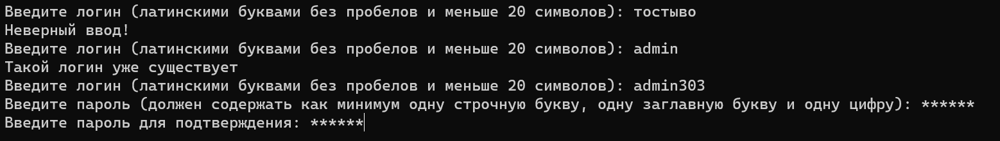 Введите логин (латинскими буквами без пробелов и меньше 20 символов): тостыво
Неверный ввод!
Введите логин (латинскими буквами без пробелов и меньше 20 символов): admin
Такой логин уже существует
Введите логин (латинскими буквами без пробелов и меньше 20 символов): admin303
Введите пароль (должен содержать как минимум одну строчную букву, одну заглавную букву и одну цифру): ******
Введите пароль для подтверждения: ******